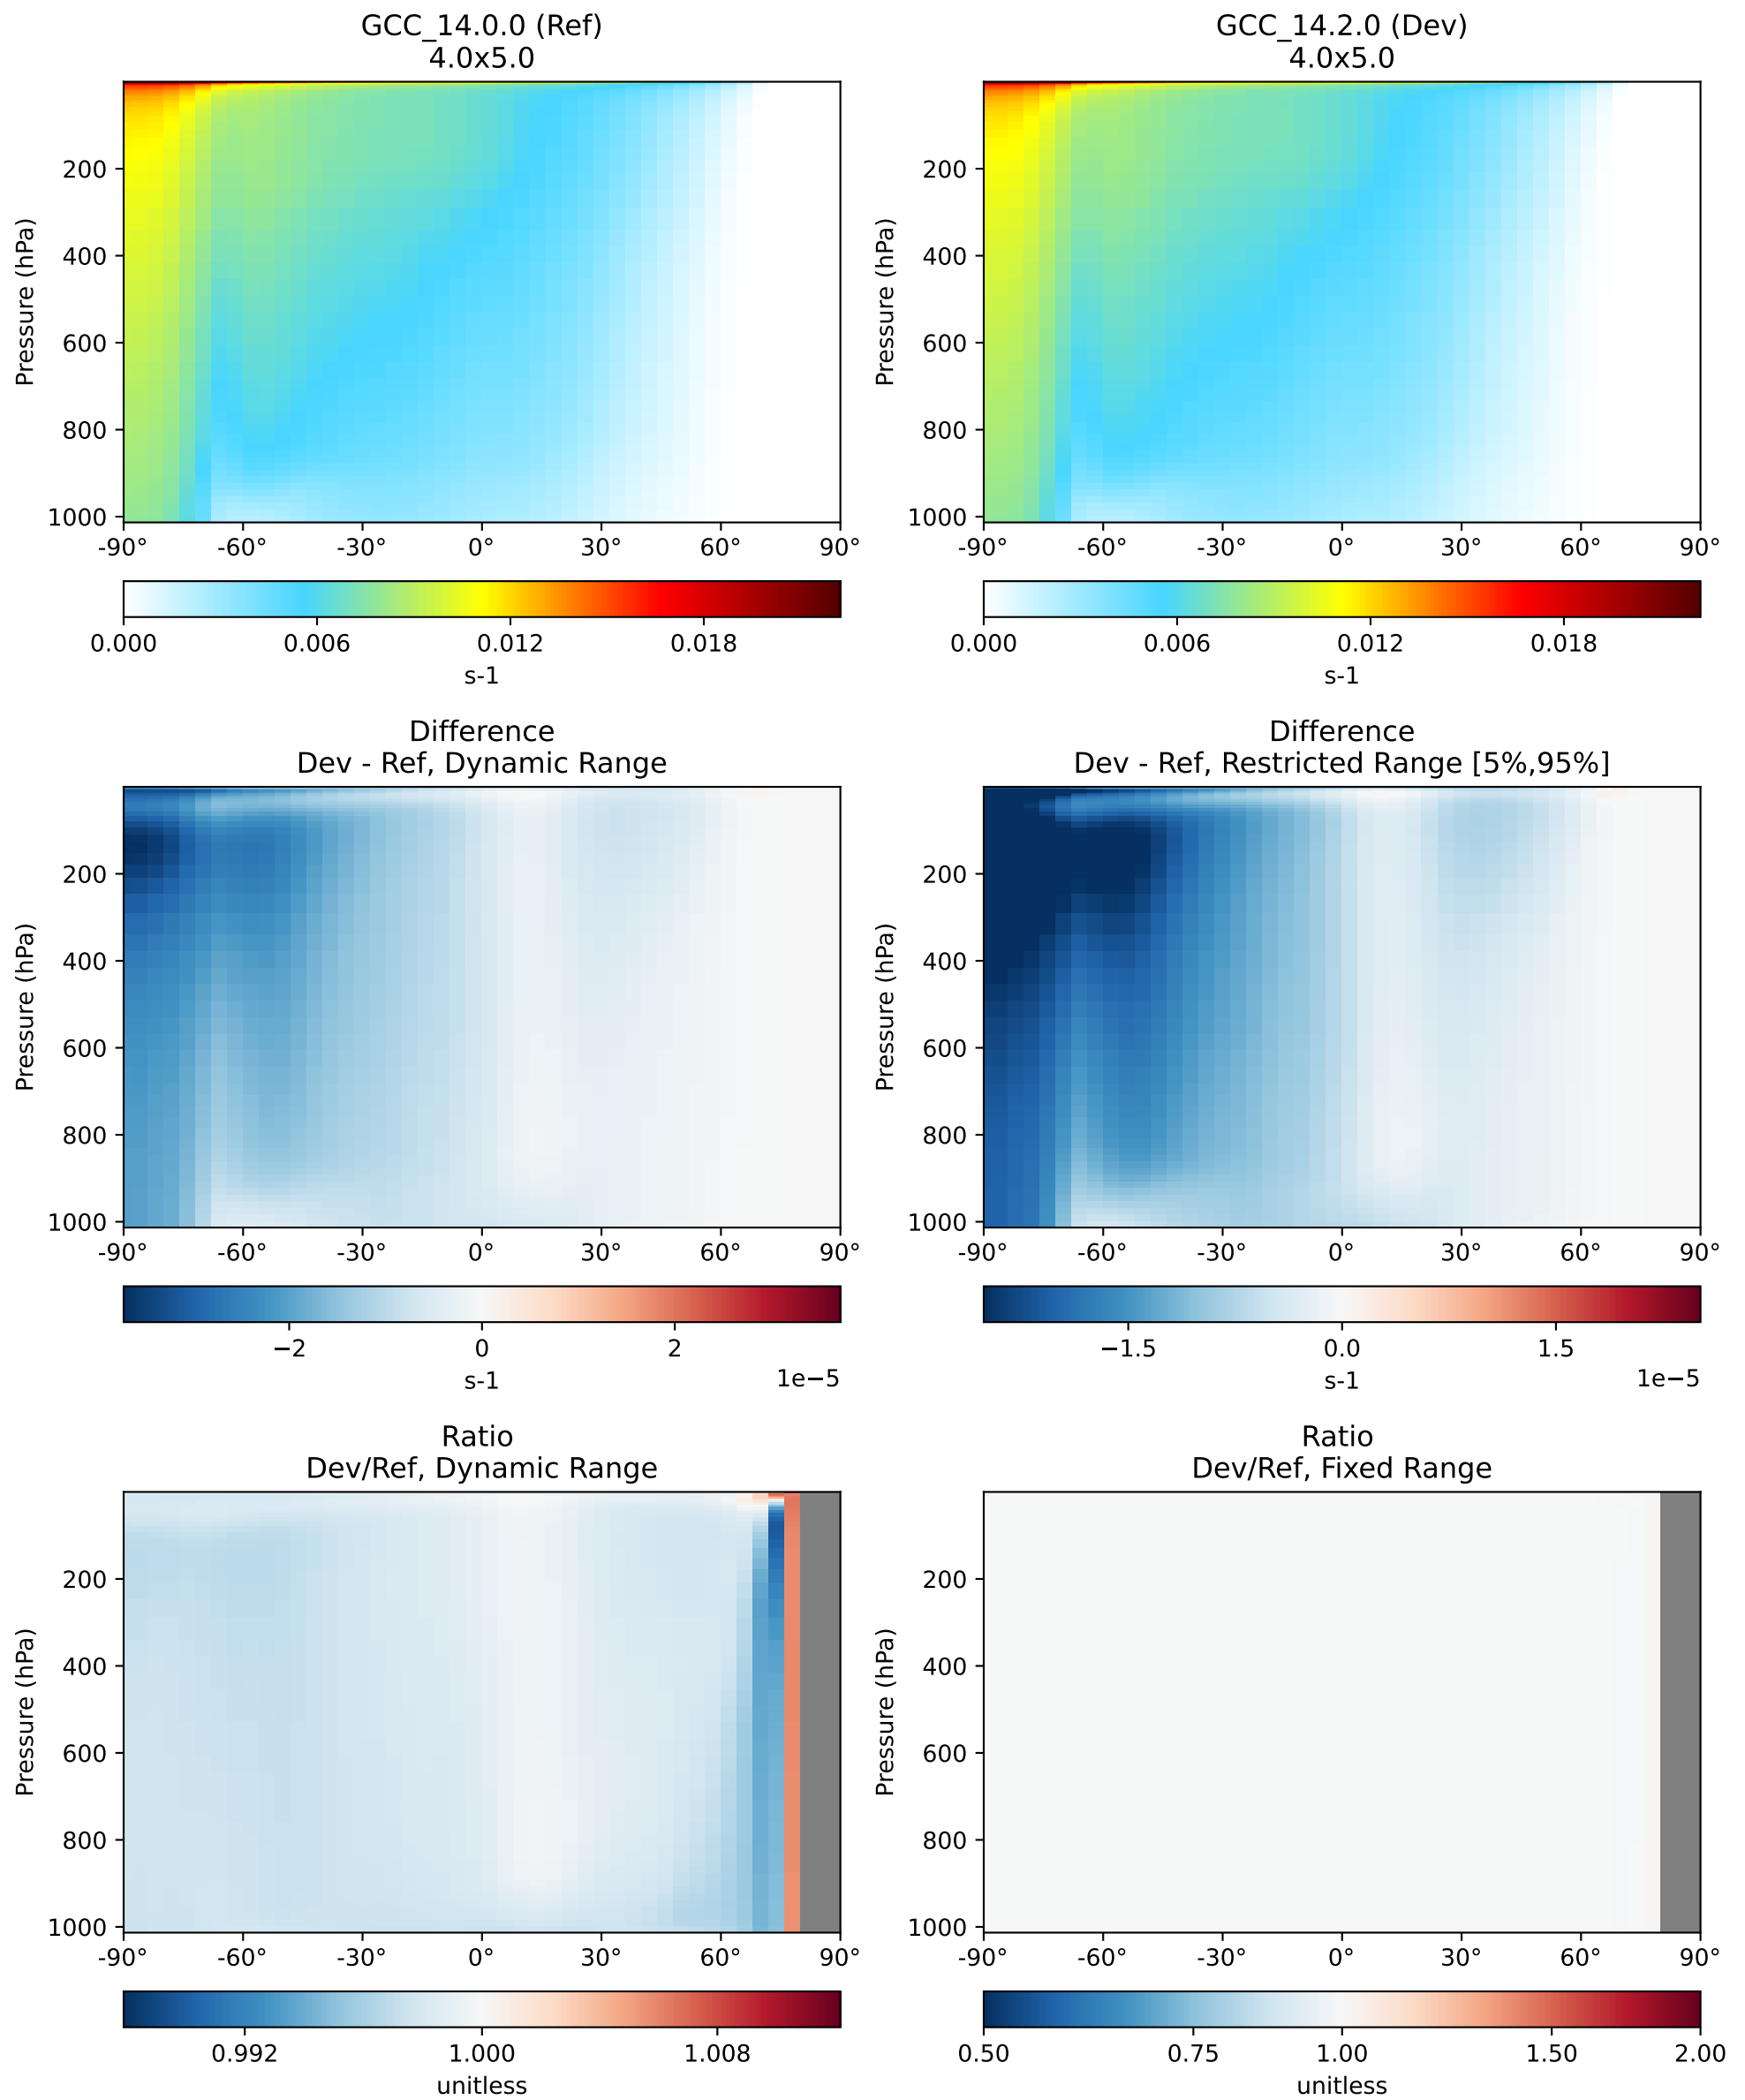 GCC_14.0.0 (Ref)
4.0x5.0
Pressure (hPa)
200
400
600
800
1000
-90° -60° -30° 0° 30° 60° 90°
0.000 0.006 0.012 0.018
s-1
GCC_14.2.0 (Dev)
4.0x5.0
Pressure (hPa)
200
400
600
800
1000
-90° -60° -30° 0° 30° 60° 90°
0.000 0.006 0.012 0.018
s-1
Difference
Dev - Ref, Dynamic Range
Pressure (hPa)
200
400
600
800
1000
-90° -60° -30° 0° 30° 60° 90°
−2 0 2
s-1 1e−5
Difference
Dev - Ref, Restricted Range [5%,95%]
Pressure (hPa)
200
400
600
800
1000
-90° -60° -30° 0° 30° 60° 90°
−1.5 0.0 1.5
s-1 1e−5
Ratio
Dev/Ref, Dynamic Range
Pressure (hPa)
200
400
600
800
1000
-90° -60° -30° 0° 30° 60° 90°
0.992 1.000 1.008
unitless
Ratio
Dev/Ref, Fixed Range
Pressure (hPa)
200
400
600
800
1000
-90° -60° -30° 0° 30° 60° 90°
0.50 0.75 1.00 1.50 2.00
unitless